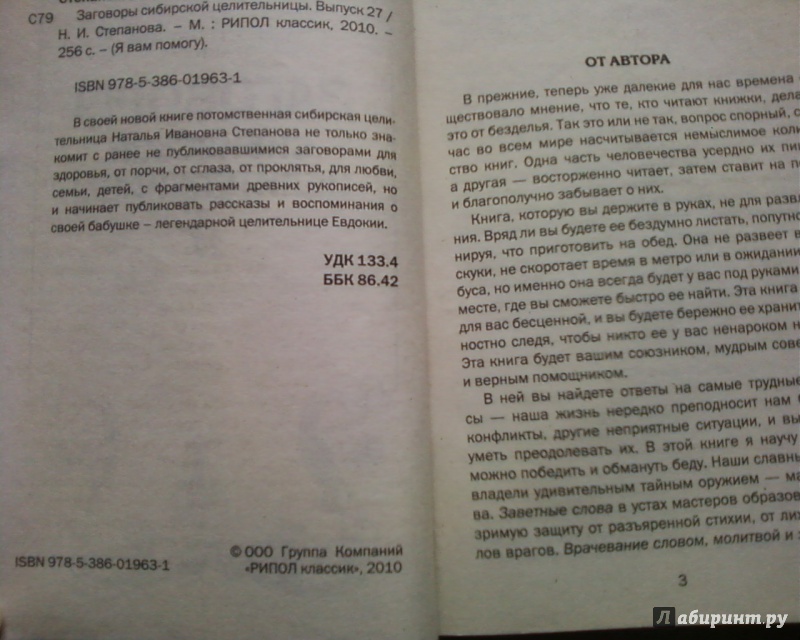 С79 Заговоры сибирской целительницы. Выпуск 27 /
Н. И. Степанова. – М. : РИПОЛ классик, 2010. –
256 с. – (Я вам помогу).
ISBN 978-5-386-01963-1
В своей новой книге потомственная сибирская цели-
тельница Наталья Ивановна Степанова не только зна-
комит с ранее не публиковавшимися заговорами для
здоровья, от порчи, от сглаза, от проклятья, для любви,
семьи, детей, с фрагментами древних рукописей, но
и начинает публиковать рассказы и воспоминания о
своей бабушке – легендарной целительнице Евдокии.
УДК 133.4
ББК 86.42
ISBN 978-5-386-01963-1
© ООО Группа Компаний
«РИПОЛ классик», 2010
ОТ АВТОРА
В прежние, теперь уже далекие для нас времена
ществовало мнение, что те, кто читают книжки, дела
это от безделья. Так это или не так, вопрос спорный, с
час во всем мире насчитывается немыслимое коли
ство книг. Одна часть человечества усердно их пи
а другая — восторженно читает, затем ставит на по
и благополучно забывает о них.
Книга, которую вы держите в руках, не для развл
ния. Вряд ли вы будете ее бездумно листать, попутно
нируя, что приготовить на обед. Она не развеет в
скуки, не скоротает время в метро или в ожидании
буса, но именно она всегда будет у вас под руками
месте, где вы сможете быстро ее найти. Эта книга
для вас бесценной, и вы будете бережно ее хранит
ностно следя, чтобы никто ее у вас ненароком н
Эта книга будет вашим союзником, мудрым сове
и верным помощником.
В ней вы найдете ответы на самые трудные
сы — наша жизнь нередко преподносит нам
конфликты, другие неприятные ситуации, и вы
уметь преодолевать их. В этой книге я научу
можно победить и обмануть беду. Наши славны
владели удивительным тайным оружием — ма
ва. Заветные слова в устах мастеров образов
зримую защиту от разъяренной стихии, от лих
лов врагов. Врачевание словом, молитвой и з
3
Лабиринт.ру